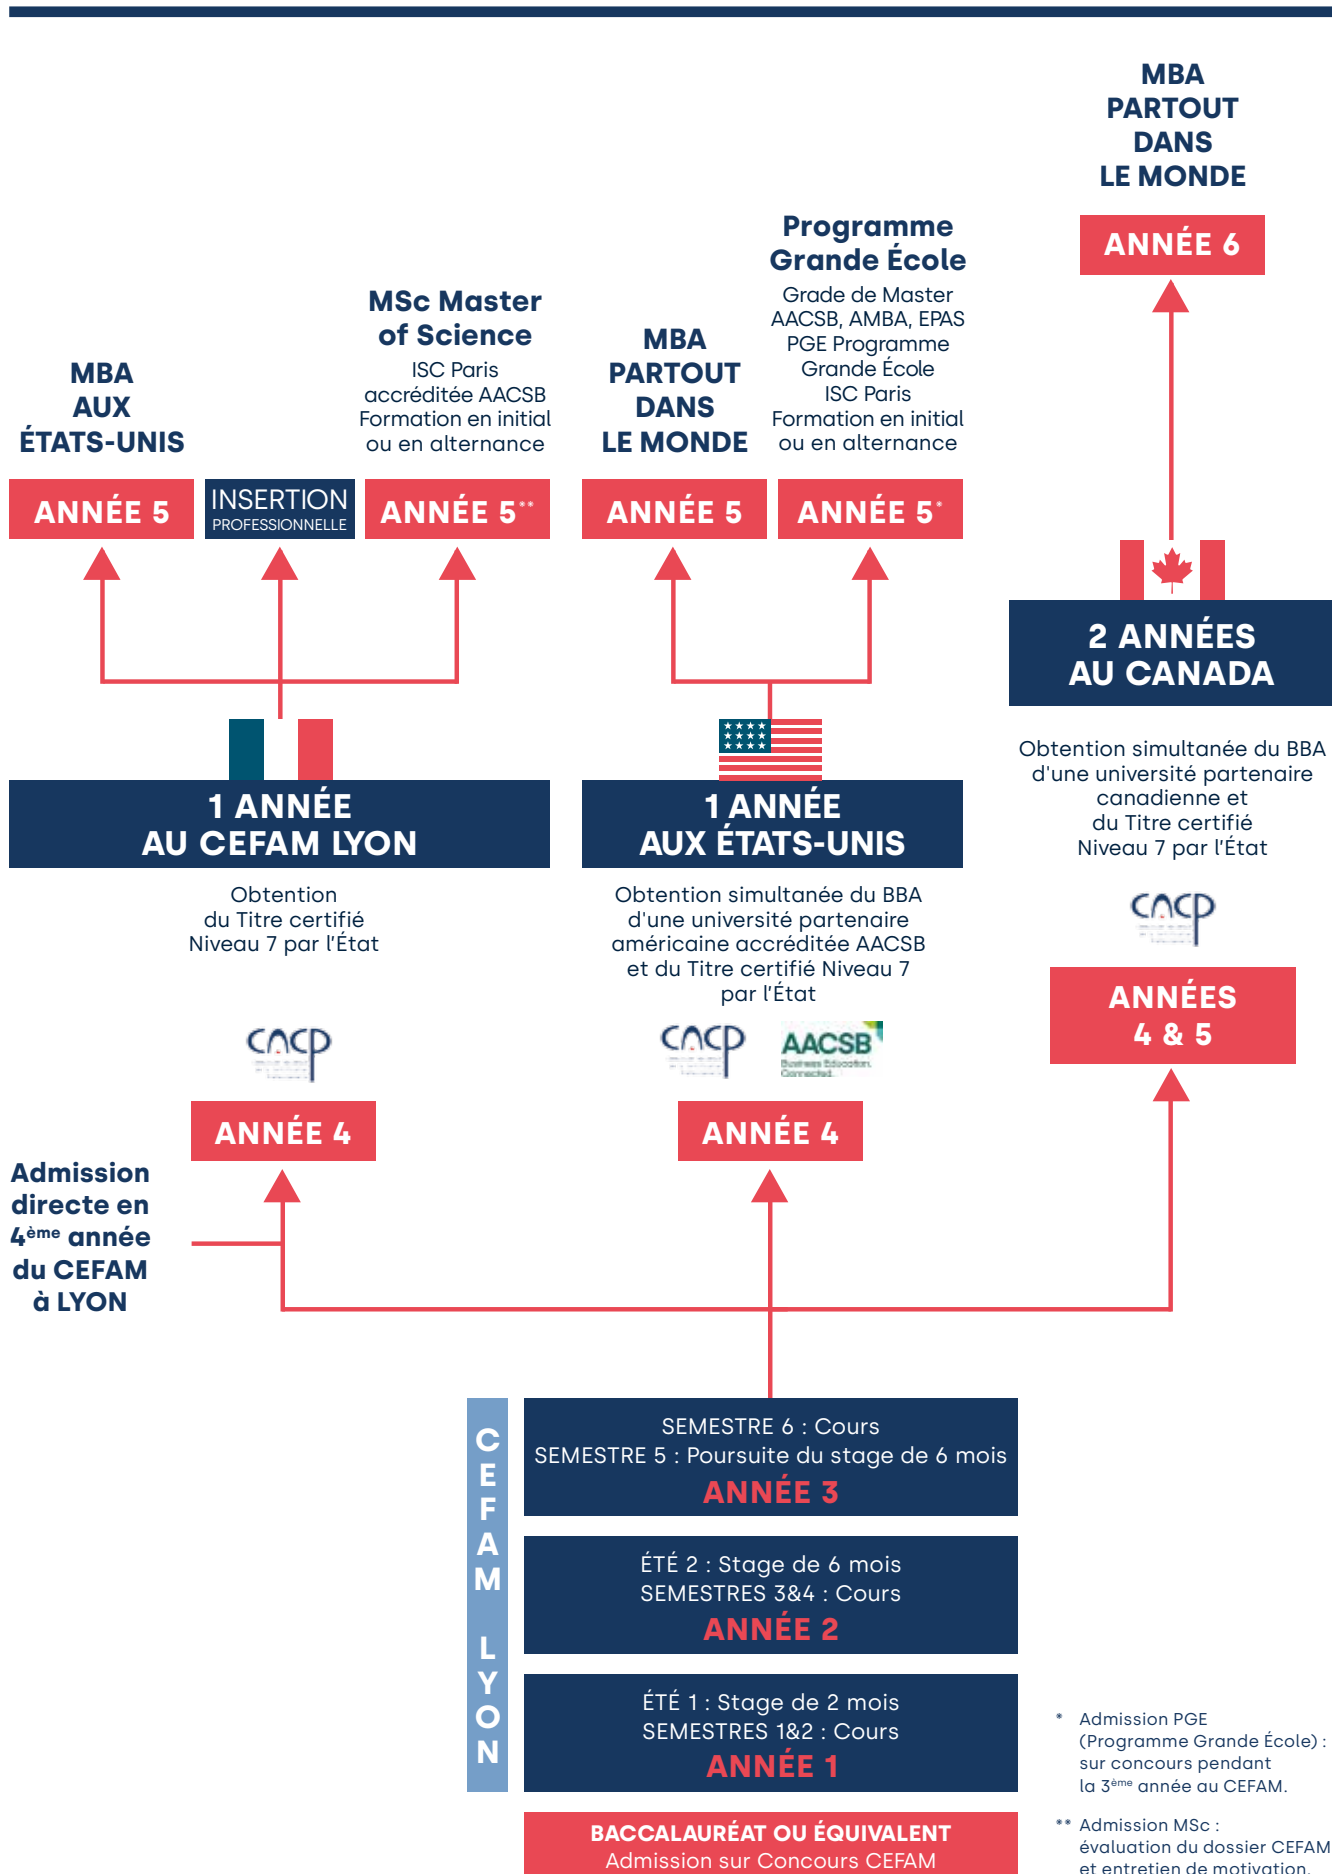 MBA
PARTOUT
DANS
LE MONDE
ANNÉE 6
Programme
Grande École
Grade de Master
AACSB, AMBA, EPAS
PGE Programme
Grande École
ISC Paris
Formation en initial
ou en alternance
MSc Master
of Science
ISC Paris
accréditée AACSB
Formation en initial
ou en alternance
MBA
PARTOUT
DANS
LE MONDE
MBA
AUX
ÉTATS-UNIS
ANNÉE 5
INSERTION
PROFESSIONNELLE
ANNÉE 5**
ANNÉE 5
ANNÉE 5*
2 ANNÉES
AU CANADA
Obtention simultanée du BBA
d'une université partenaire
canadienne et
du Titre certifié
Niveau 7 par l'État
CNCP
ANNÉES
4 & 5
1 ANNÉE
AU CEFAM LYON
Obtention
du Titre certifié
Niveau 7 par l'État
CNCP
ANNÉE 4
1 ANNÉE
AUX ÉTATS-UNIS
Obtention simultanée du BBA
d'une université partenaire
américaine accréditée AACSB
et du Titre certifié Niveau 7
par l'État
CNCP
AACSB
Business Education.
Connected.
ANNÉE 4
Admission
directe en
4ème année
du CEFAM
à LYON
CEFAM LYON
SEMESTRE 6 : Cours
SEMESTRE 5 : Poursuite du stage de 6 mois
ANNÉE 3
ÉTÉ 2 : Stage de 6 mois
SEMESTRES 3&4 : Cours
ANNÉE 2
ÉTÉ 1 : Stage de 2 mois
SEMESTRES 1&2 : Cours
ANNÉE 1
BACCALAURÉAT OU ÉQUIVALENT
Admission sur Concours CEFAM
* Admission PGE
(Programme Grande École) :
sur concours pendant
la 3ème année au CEFAM.
** Admission MSc :
évaluation du dossier CEFAM
et entretien de motivation.